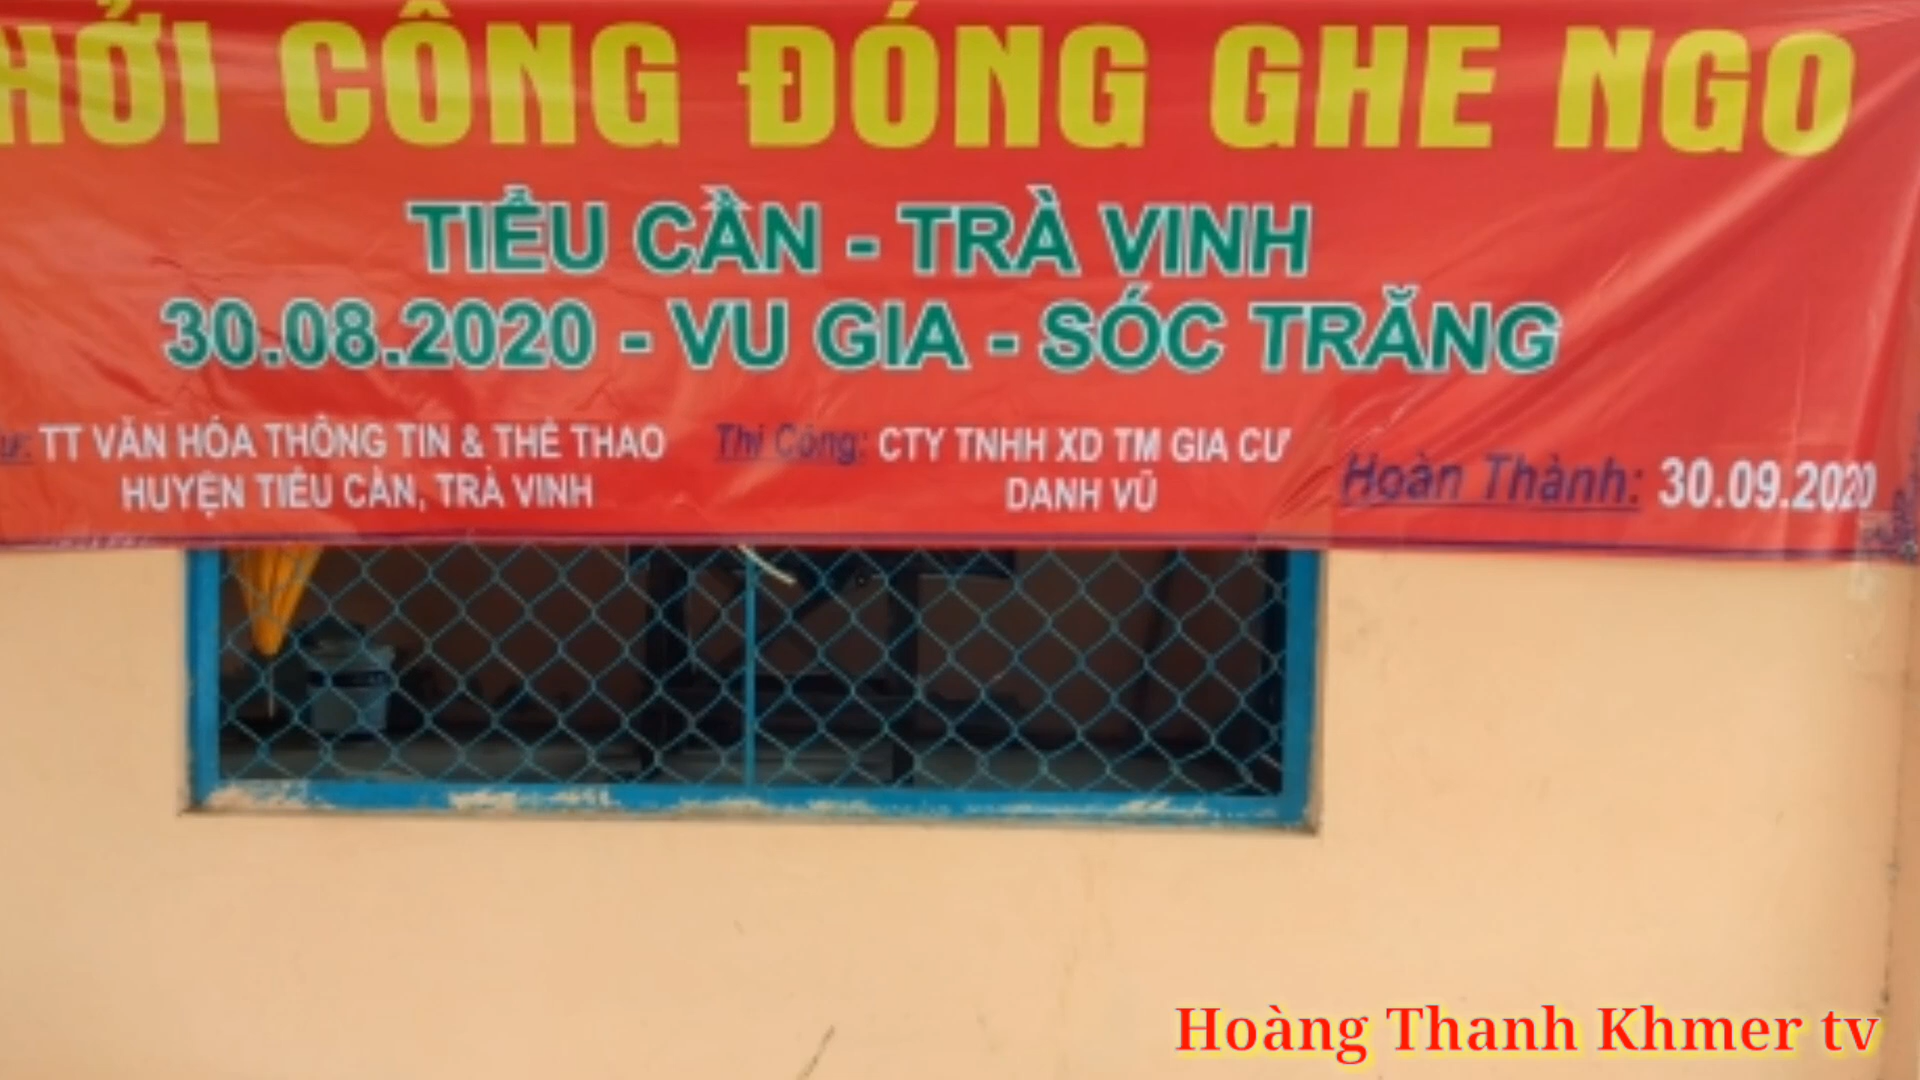 HỞI CÔNG ĐÓNG GHE NGO
TIỂU CẦN - TRÀ VINH
30.08.2020 - VU GIA - SỐC TRĂNG
ư: TT VĂN HÓA THÔNG TIN & THỂ THAO
HUYỆN TIỂU CẦN, TRÀ VINH
Thi Công: CTY TNHH XD TM GIA CƯ
DANH VŨ
Hoàn Thành: 30.09.2020
Hoàng Thanh Khmer tv